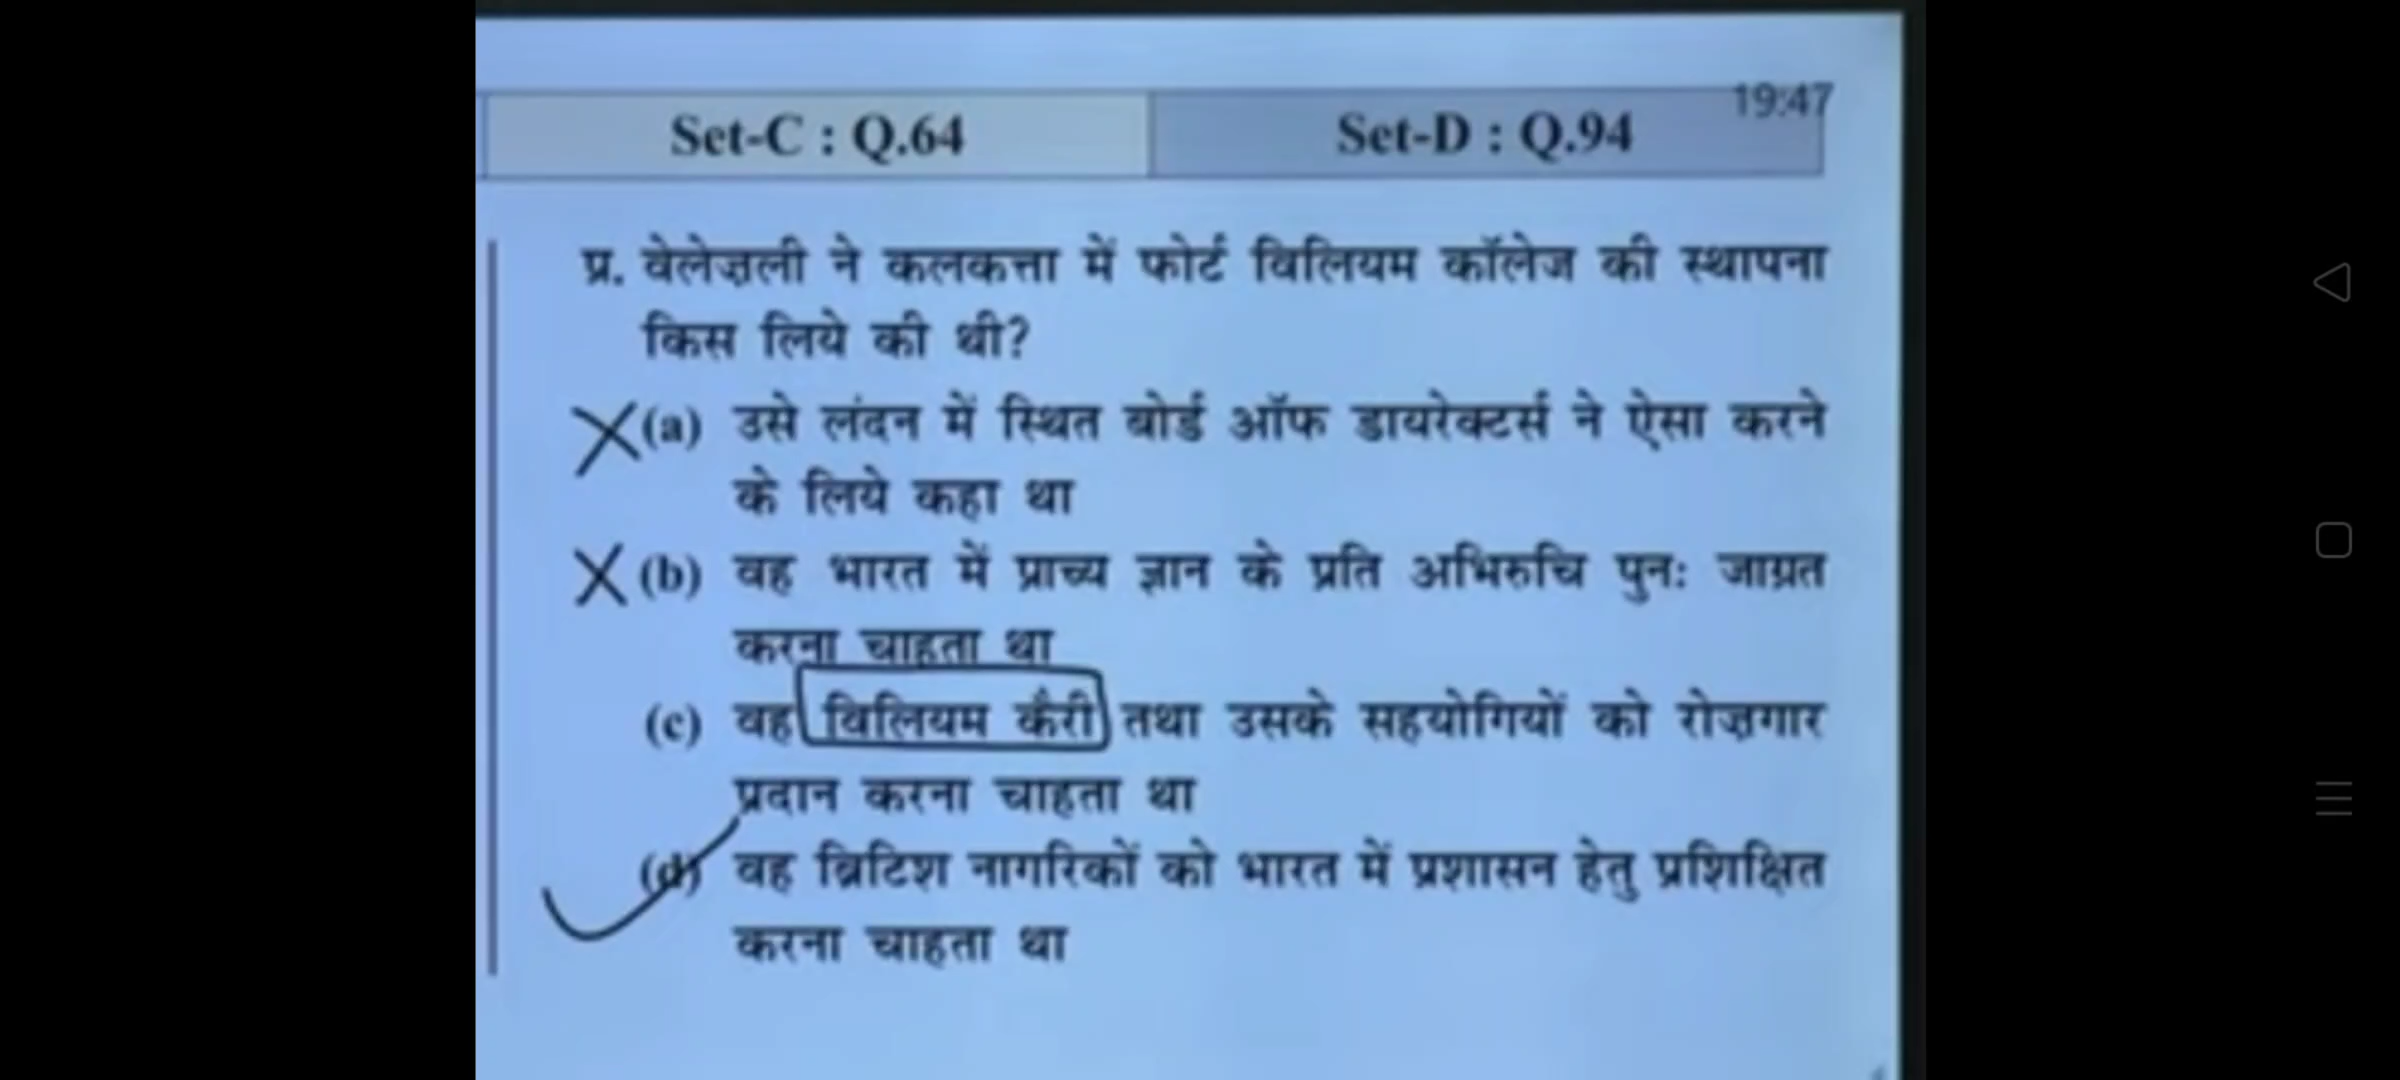 19:47
Set-C : Q.64
Set-D : Q.94
प्र. वेलेज़ली ने कलकत्ता में फोर्ट विलियम कॉलेज की स्थापना
किस लिये की थी?
(a) उसे लंदन में स्थित बोर्ड ऑफ डायरेक्टर्स ने ऐसा करने
के लिये कहा था
(b) वह भारत में प्राच्य ज्ञान के प्रति अभिरुचि पुनः जाग्रत
करना चाहता था
(c) वह विलियम कैरी तथा उसके सहयोगियों को रोज़गार
प्रदान करना चाहता था
(d) वह ब्रिटिश नागरिकों को भारत में प्रशासन हेतु प्रशिक्षित
करना चाहता था